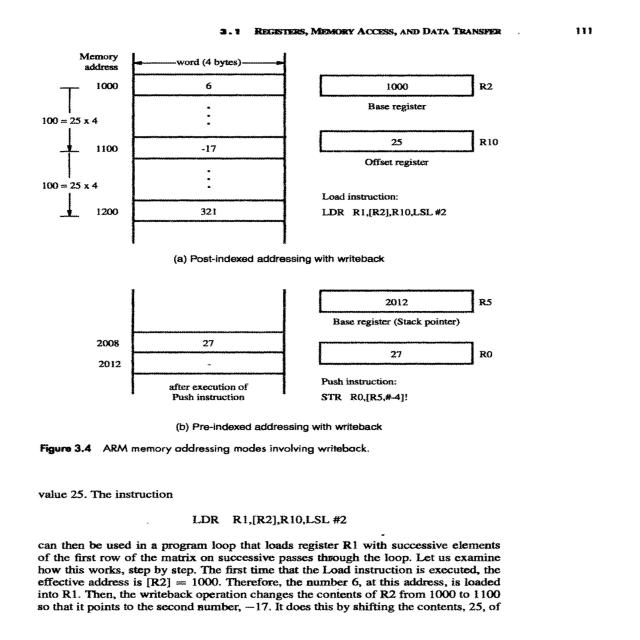 3.1 REGISTERS, MEMORY ACCESS, AND DATA TRANSFER 111
Memory
address
word (4 bytes)
1000 6 1000 R2
Base register
100 = 25 x 4
1100 -17 25 R10
Offset register
100 = 25 x 4
Load instruction:
1200 321 LDR R1,[R2],R10,LSL #2
(a) Post-indexed addressing with writeback
2012 R5
Base register (Stack pointer)
2008 27
27 R0
2012 -
after execution of
Push instruction
Push instruction:
STR R0,[R5,#-4]!
(b) Pre-indexed addressing with writeback
Figure 3.4 ARM memory addressing modes involving writeback.
value 25. The instruction
LDR R1,[R2],R10,LSL #2
can then be used in a program loop that loads register R1 with successive elements
of the first row of the matrix on successive passes through the loop. Let us examine
how this works, step by step. The first time that the Load instruction is executed, the
effective address is [R2] = 1000. Therefore, the number 6, at this address, is loaded
into R1. Then, the writeback operation changes the contents of R2 from 1000 to 1100
so that it points to the second number, −17. It does this by shifting the contents, 25, of